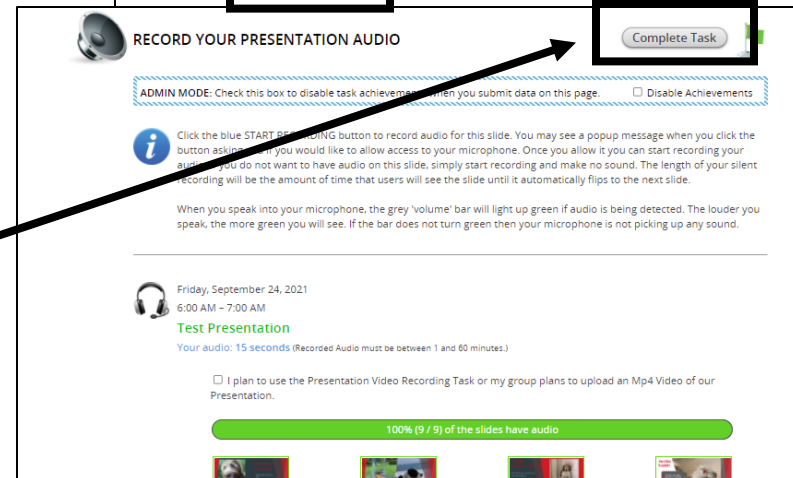 RECORD YOUR PRESENTATION AUDIO
Complete Task
ADMIN MODE: Check this box to disable task achievement when you submit data on this page.
Disable Achievements
Click the blue START RECORDING button to record audio for this slide. You may see a popup message when you click the
button asking if you would like to allow access to your microphone. Once you allow it you can start recording your
audio. If you do not want to have audio on this slide, simply start recording and make no sound. The length of your silent
recording will be the amount of time that users will see the slide until it automatically flips to the next slide.
When you speak into your microphone, the grey 'volume' bar will light up green if audio is being detected. The louder you
speak, the more green you will see. If the bar does not turn green then your microphone is not picking up any sound.
Friday, September 24, 2021
6:00 AM – 7:00 AM
Test Presentation
Your audio: 15 seconds (Recorded Audio must be between 1 and 60 minutes.)
I plan to use the Presentation Video Recording Task or my group plans to upload an Mp4 Video of our
Presentation.
100% (9 / 9) of the slides have audio